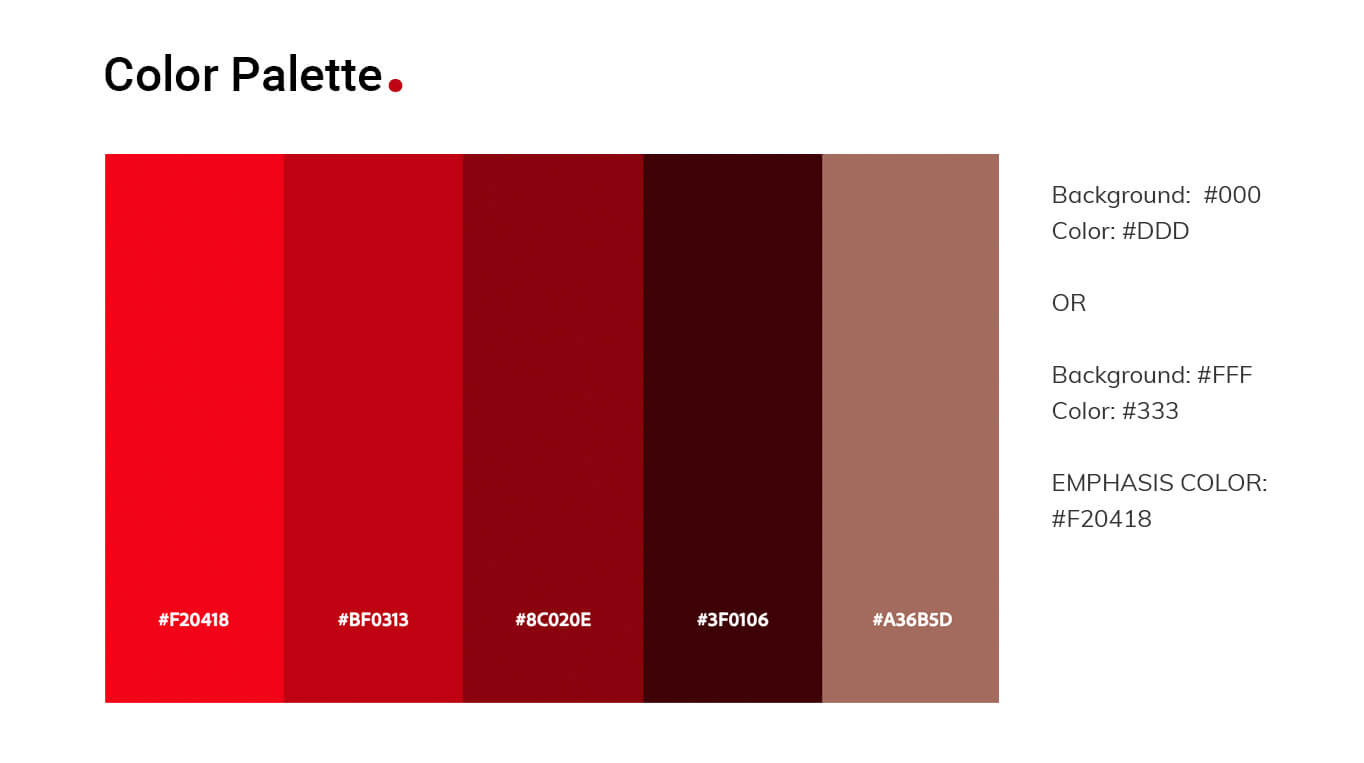 Color Palette.
#F20418
#BF0313
#8C020E
#3F0106
#A36B5D
Background:  #000
Color: #DDD
OR
Background: #FFF
Color: #333
EMPHASIS COLOR:
#F20418